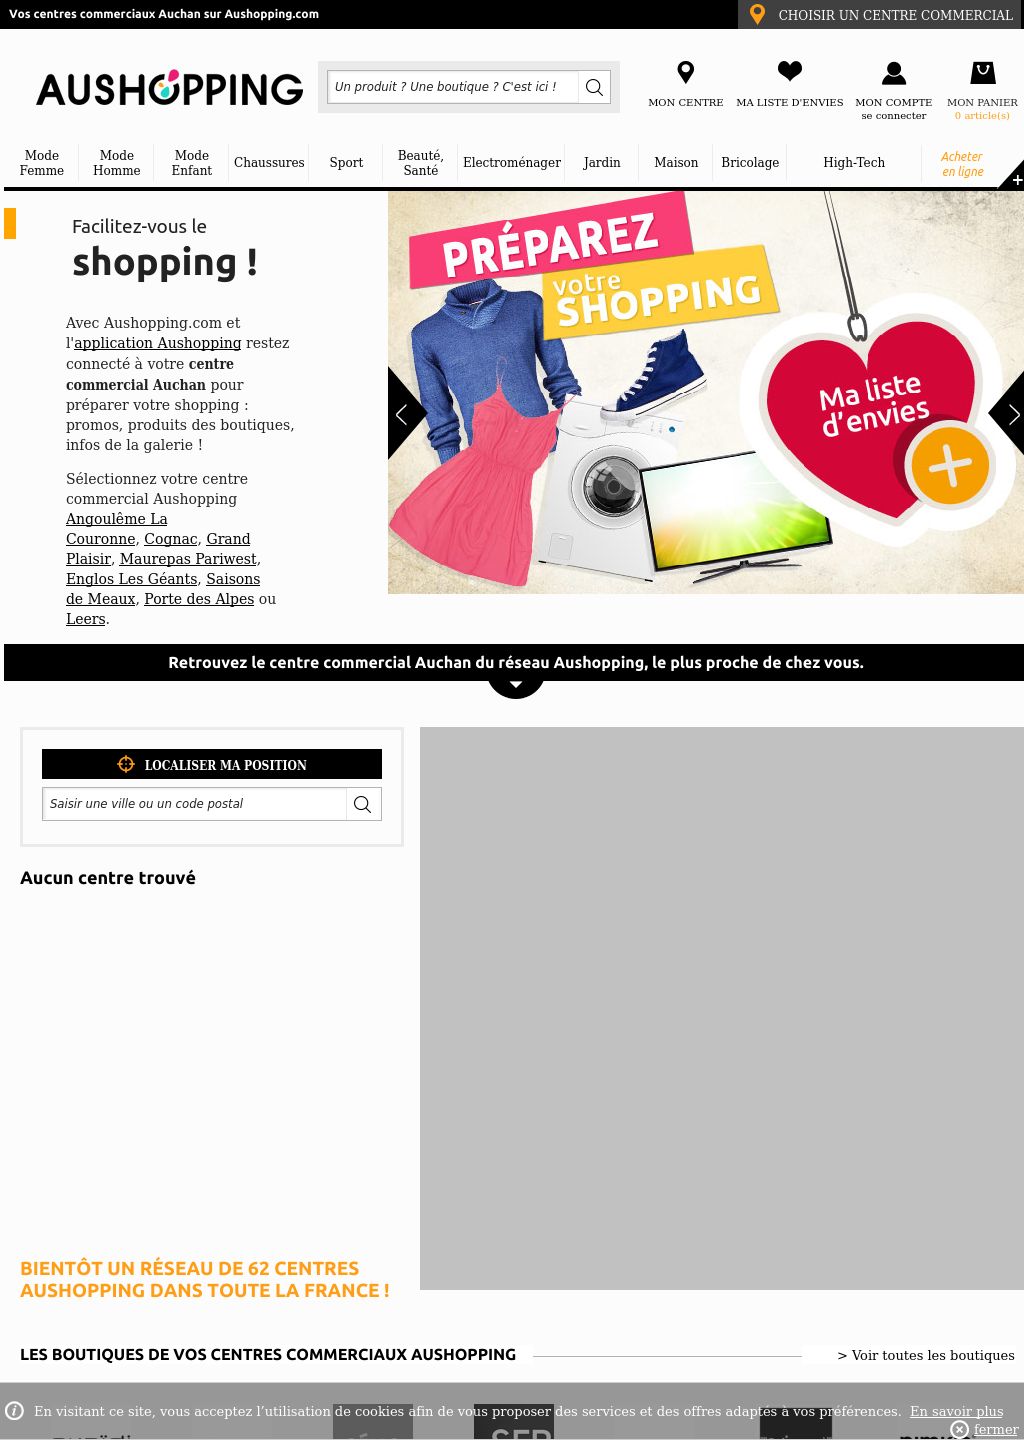 Vos centres commerciaux Auchan sur Aushopping.com
CHOISIR UN CENTRE COMMERCIAL
AUSHOPPING
Un produit ? Une boutique ? C'est ici !
MON CENTRE
MA LISTE D'ENVIES
MON COMPTE
se connecter
MON PANIER
0 article(s)
Mode
Femme
Mode
Homme
Mode
Enfant
Chaussures
Sport
Beauté,
Santé
Electroménager
Jardin
Maison
Bricolage
High-Tech
Acheter
en ligne
+
Facilitez-vous le
shopping !
Avec Aushopping.com et
l'application Aushopping restez
connecté à votre centre
commercial Auchan pour
préparer votre shopping :
promos, produits des boutiques,
infos de la galerie !
Sélectionnez votre centre
commercial Aushopping
Angoulême La
Couronne, Cognac, Grand
Plaisir, Maurepas Pariwest,
Englos Les Géants, Saisons
de Meaux, Porte des Alpes ou
Leers.
PRÉPAREZ
votre
SHOPPING
Ma liste
d'envies
Retrouvez le centre commercial Auchan du réseau Aushopping, le plus proche de chez vous.
LOCALISER MA POSITION
Saisir une ville ou un code postal
Aucun centre trouvé
BIENTÔT UN RÉSEAU DE 62 CENTRES
AUSHOPPING DANS TOUTE LA FRANCE !
LES BOUTIQUES DE VOS CENTRES COMMERCIAUX AUSHOPPING
> Voir toutes les boutiques
En visitant ce site, vous acceptez l’utilisation de cookies afin de vous proposer des services et des offres adaptés à vos préférences. En savoir plus
fermer